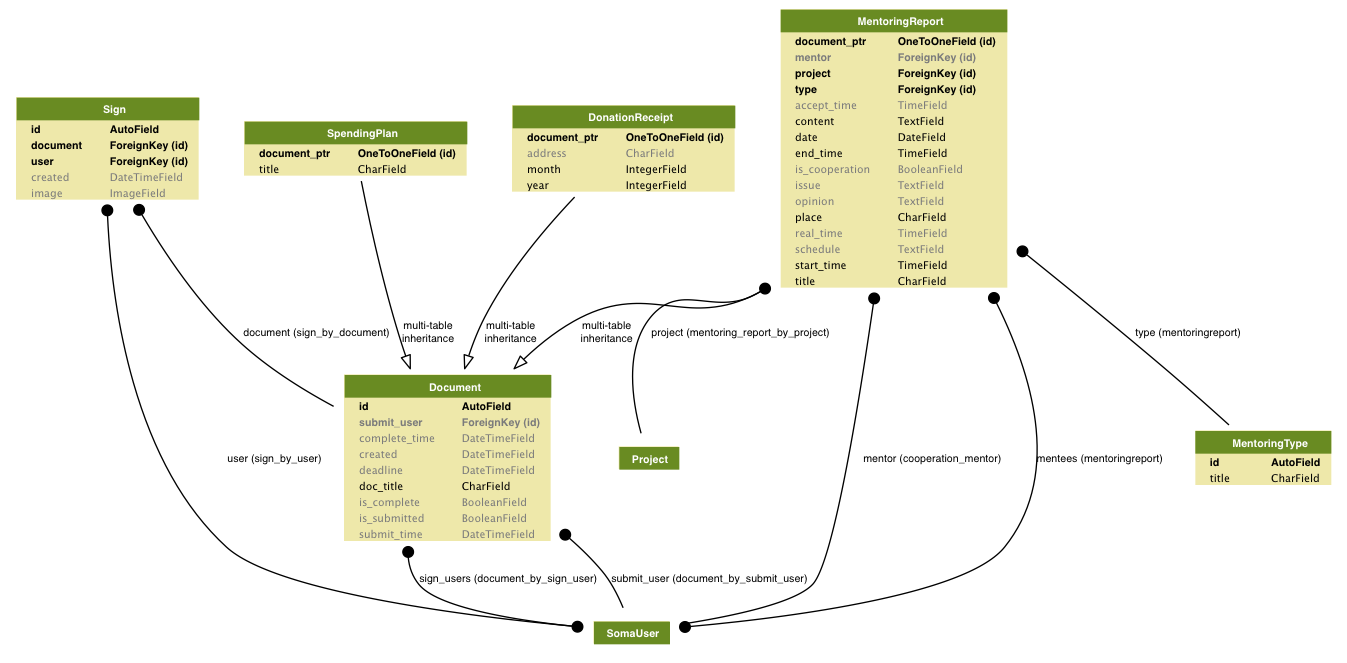 MentoringReport
document_ptr OneToOneField (id)
mentor ForeignKey (id)
project ForeignKey (id)
type ForeignKey (id)
accept_time TimeField
content TextField
date DateField
end_time TimeField
is_cooperation BooleanField
issue TextField
opinion TextField
place CharField
real_time TimeField
schedule TextField
start_time TimeField
title CharField
Sign
id AutoField
document ForeignKey (id)
user ForeignKey (id)
created DateTimeField
image ImageField
SpendingPlan
document_ptr OneToOneField (id)
title CharField
DonationReceipt
document_ptr OneToOneField (id)
address CharField
month IntegerField
year IntegerField
document (sign_by_document)
multi-table
inheritance
multi-table
inheritance
multi-table
inheritance
project (mentoring_report_by_project)
type (mentoringreport)
Document
id AutoField
submit_user ForeignKey (id)
complete_time DateTimeField
created DateTimeField
deadline DateTimeField
doc_title CharField
is_complete BooleanField
is_submitted BooleanField
submit_time DateTimeField
Project
MentoringType
id AutoField
title CharField
user (sign_by_user)
mentor (cooperation_mentor)
mentees (mentoringreport)
sign_users (document_by_sign_user)
submit_user (document_by_submit_user)
SomaUser